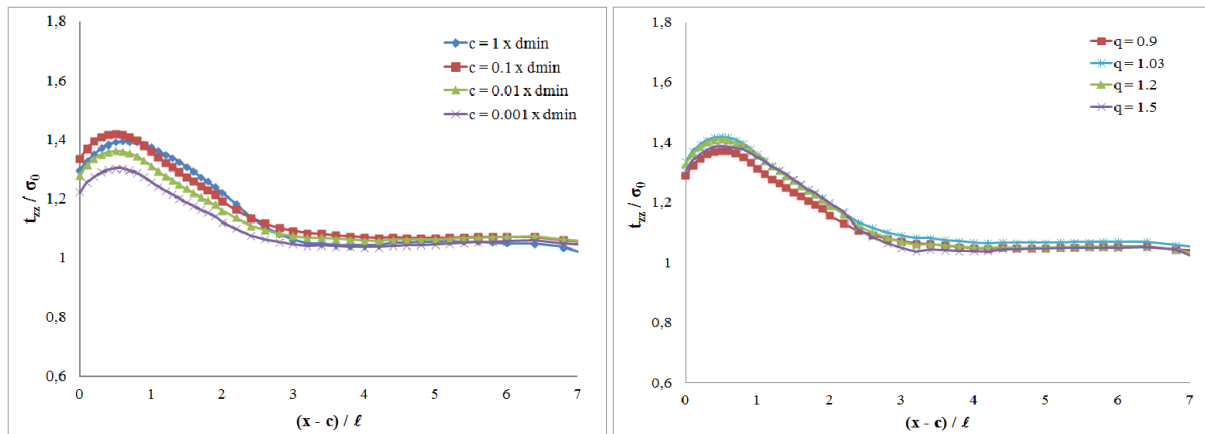 1,8
1,6
1,4
1,2
1
0,8
0,6
t_zz / σ_0
0 1 2 3 4 5 6 7
(x - c) / ℓ
c = 1 x dmin
c = 0.1 x dmin
c = 0.01 x dmin
c = 0.001 x dmin
1,8
1,6
1,4
1,2
1
0,8
0,6
t_zz / σ_0
0 1 2 3 4 5 6 7
(x - c) / ℓ
q = 0.9
q = 1.03
q = 1.2
q = 1.5